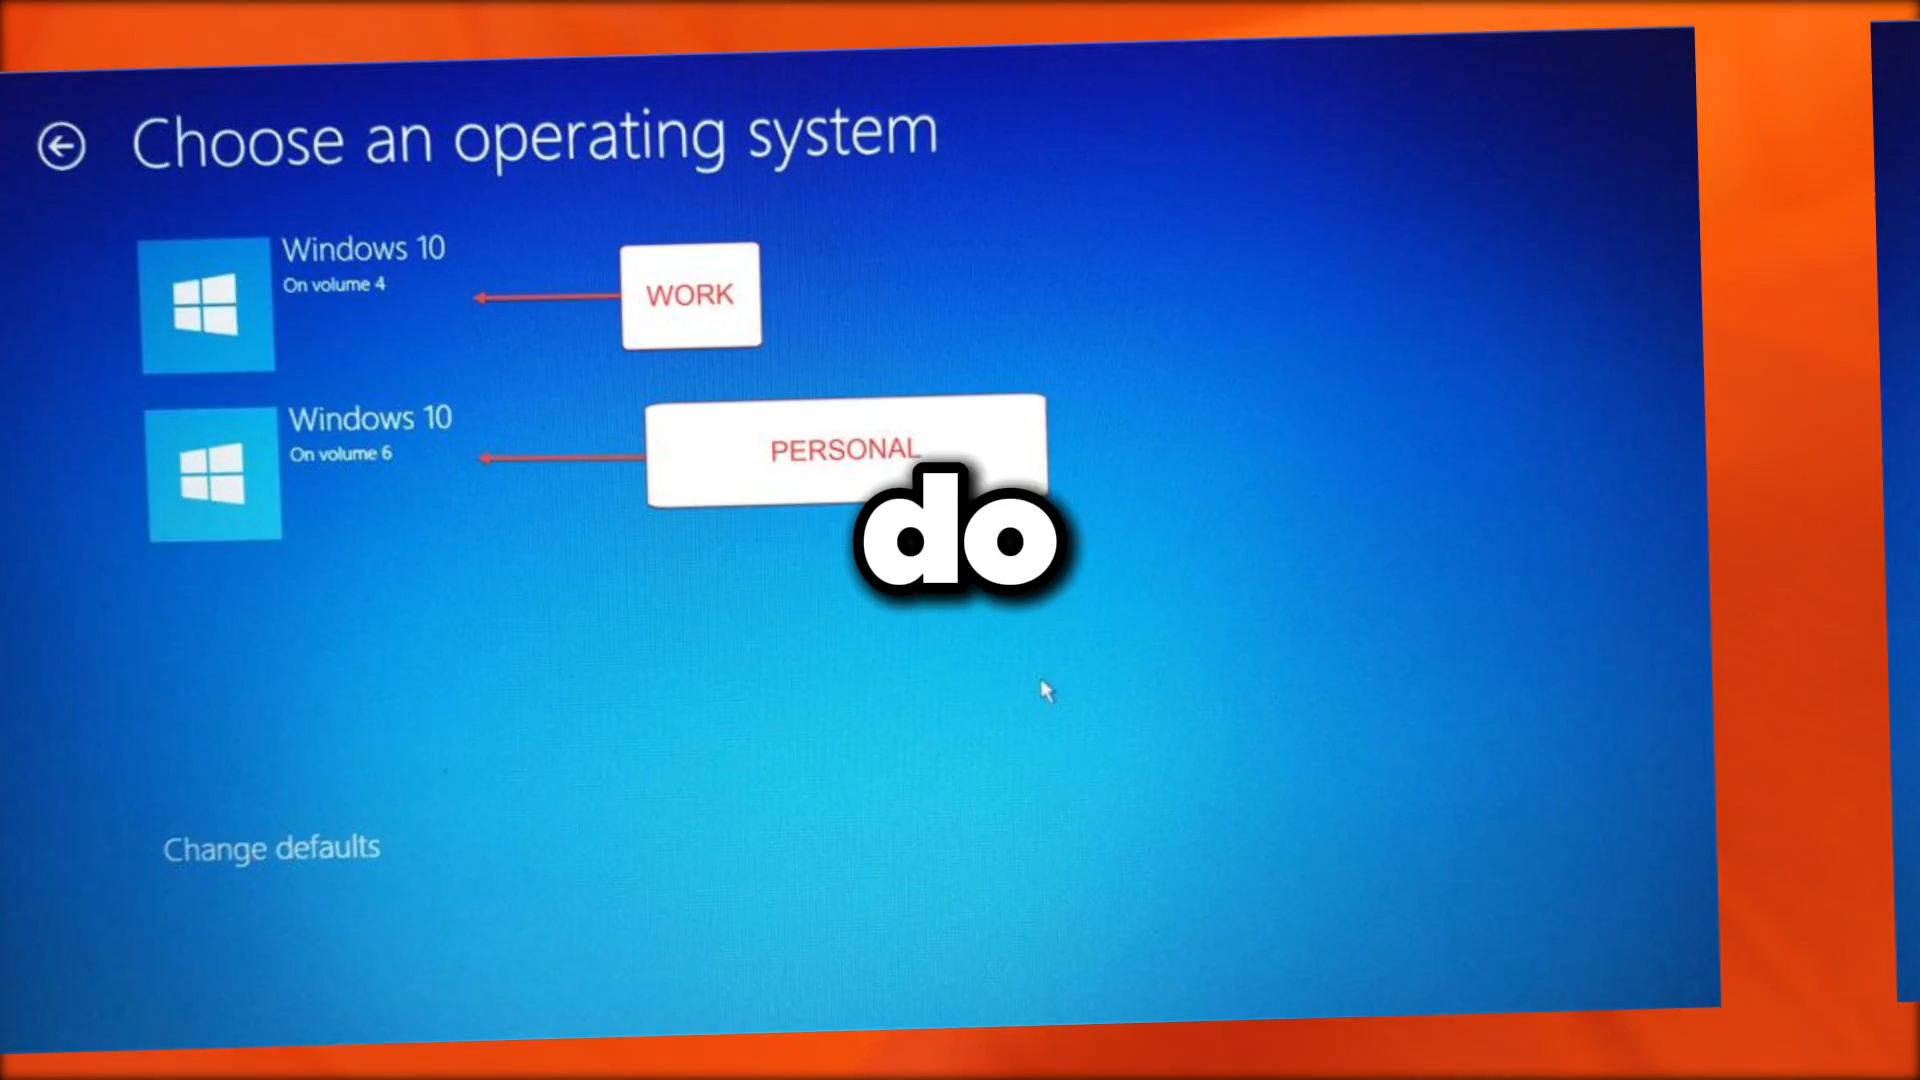 Choose an operating system
Windows 10
On volume 4
WORK
Windows 10
On volume 6
PERSONAL
do
Change defaults